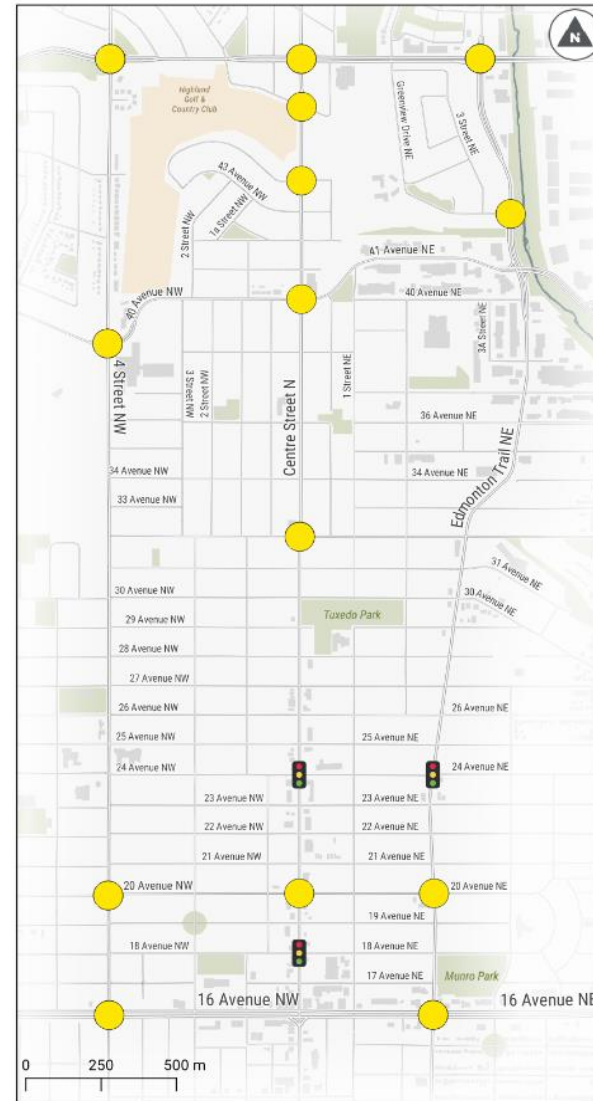 N
Highland
Golf &
Country Club
Greenview Drive NE
3 Street NE
43 Avenue NW
1a Street NW
2 Street NW
41 Avenue NE
40 Avenue NW
40 Avenue NE
3A Street NE
4 Street NW
3 Street NW
2 Street NW
Centre Street N
1 Street NE
36 Avenue NE
Edmonton Trail NE
34 Avenue NW
34 Avenue NE
33 Avenue NW
31 Avenue NE
30 Avenue NW
30 Avenue NE
29 Avenue NW
Tuxedo Park
28 Avenue NW
27 Avenue NW
26 Avenue NW
26 Avenue NE
25 Avenue NW
25 Avenue NE
24 Avenue NW
24 Avenue NE
23 Avenue NW
23 Avenue NE
22 Avenue NW
22 Avenue NE
21 Avenue NW
21 Avenue NE
20 Avenue NW
20 Avenue NE
19 Avenue NE
18 Avenue NW
18 Avenue NE
17 Avenue NE
Munro Park
16 Avenue NW
16 Avenue NE
0 250 500 m